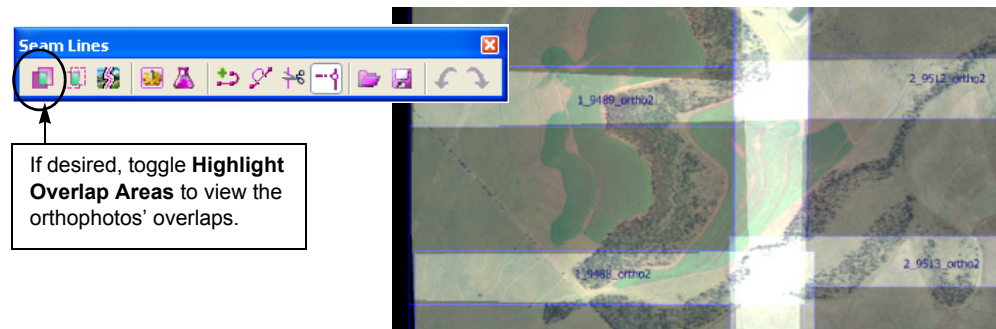 Seam Lines
If desired, toggle Highlight
Overlap Areas to view the
orthophotos' overlaps.
1_9489_ortho2
2_9512_ortho2
1_9488_ortho2
2_9513_ortho2